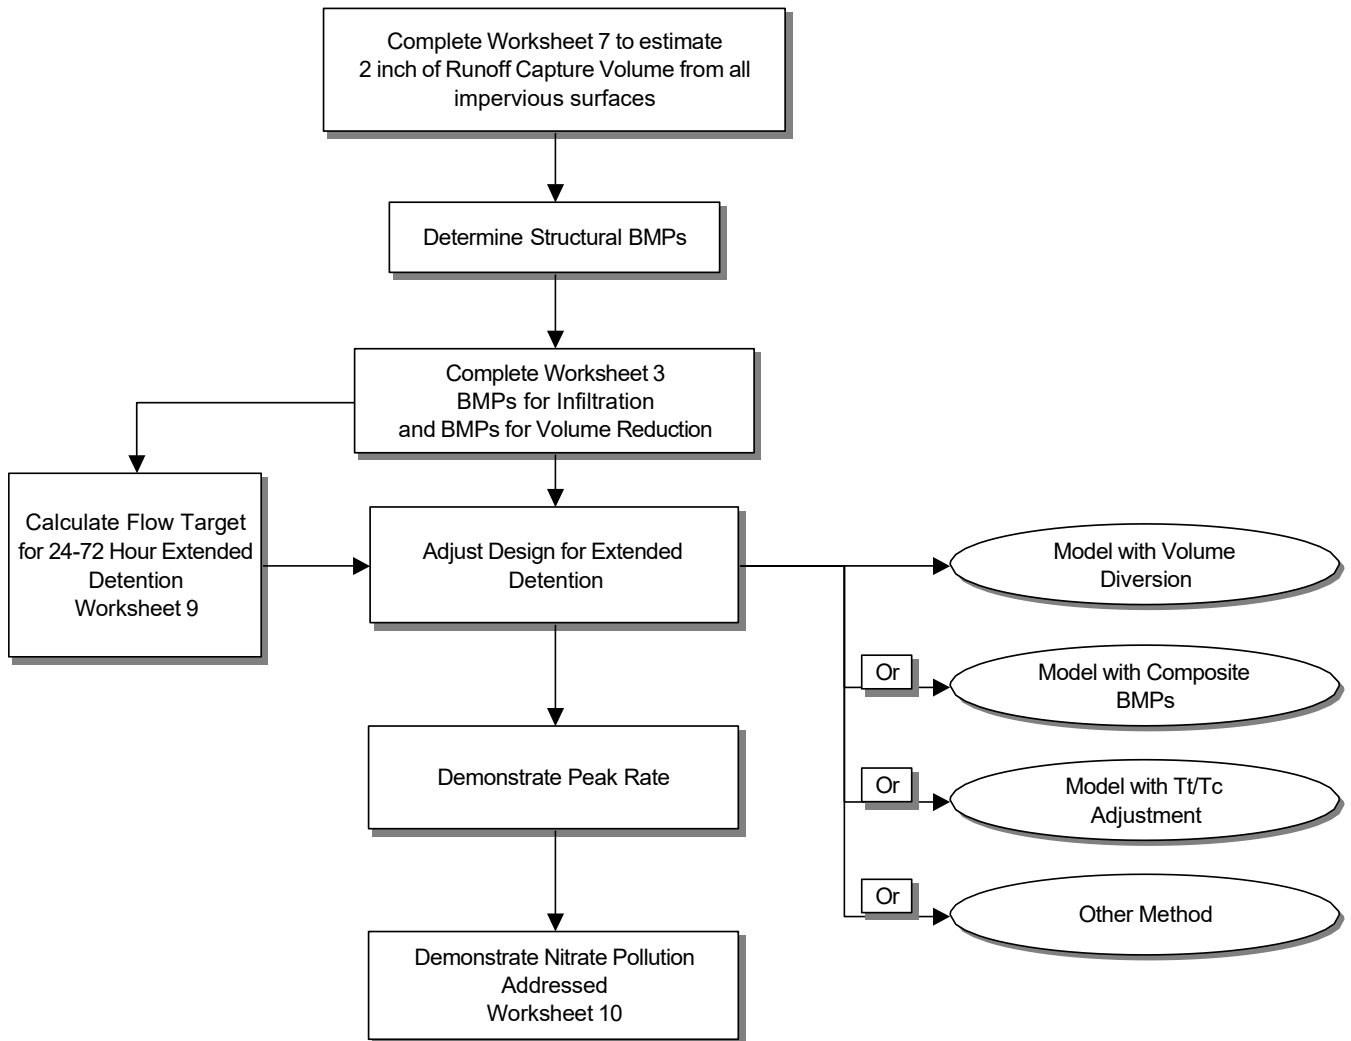 Complete Worksheet 7 to estimate
2 inch of Runoff Capture Volume from all
impervious surfaces
Determine Structural BMPs
Complete Worksheet 3
BMPs for Infiltration
and BMPs for Volume Reduction
Calculate Flow Target
for 24-72 Hour Extended
Detention
Worksheet 9
Adjust Design for Extended
Detention
Model with Volume
Diversion
Or
Model with Composite
BMPs
Or
Model with Tt/Tc
Adjustment
Or
Other Method
Demonstrate Peak Rate
Demonstrate Nitrate Pollution
Addressed
Worksheet 10